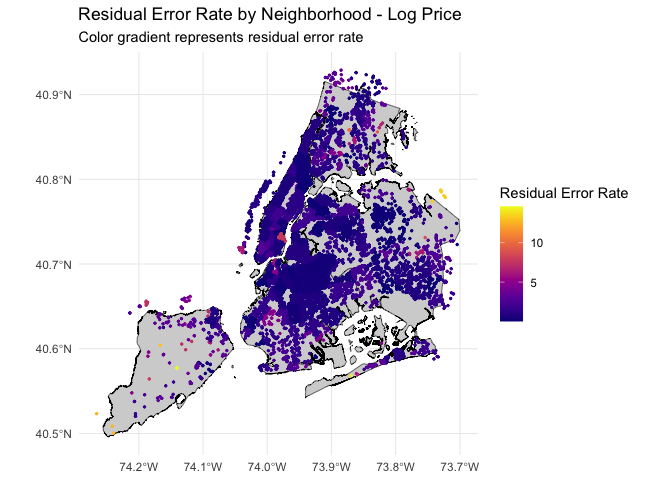 Residual Error Rate by Neighborhood - Log Price
Color gradient represents residual error rate
40.9°N
40.8°N
40.7°N
40.6°N
40.5°N
74.2°W
74.1°W
74.0°W
73.9°W
73.8°W
73.7°W
Residual Error Rate
10
5